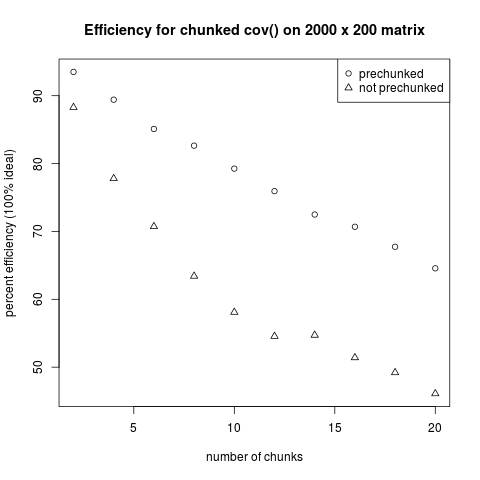 Efficiency for chunked cov() on 2000 x 200 matrix
prechunked
not prechunked
percent efficiency (100% ideal)
90
80
70
60
50
5 10 15 20
number of chunks